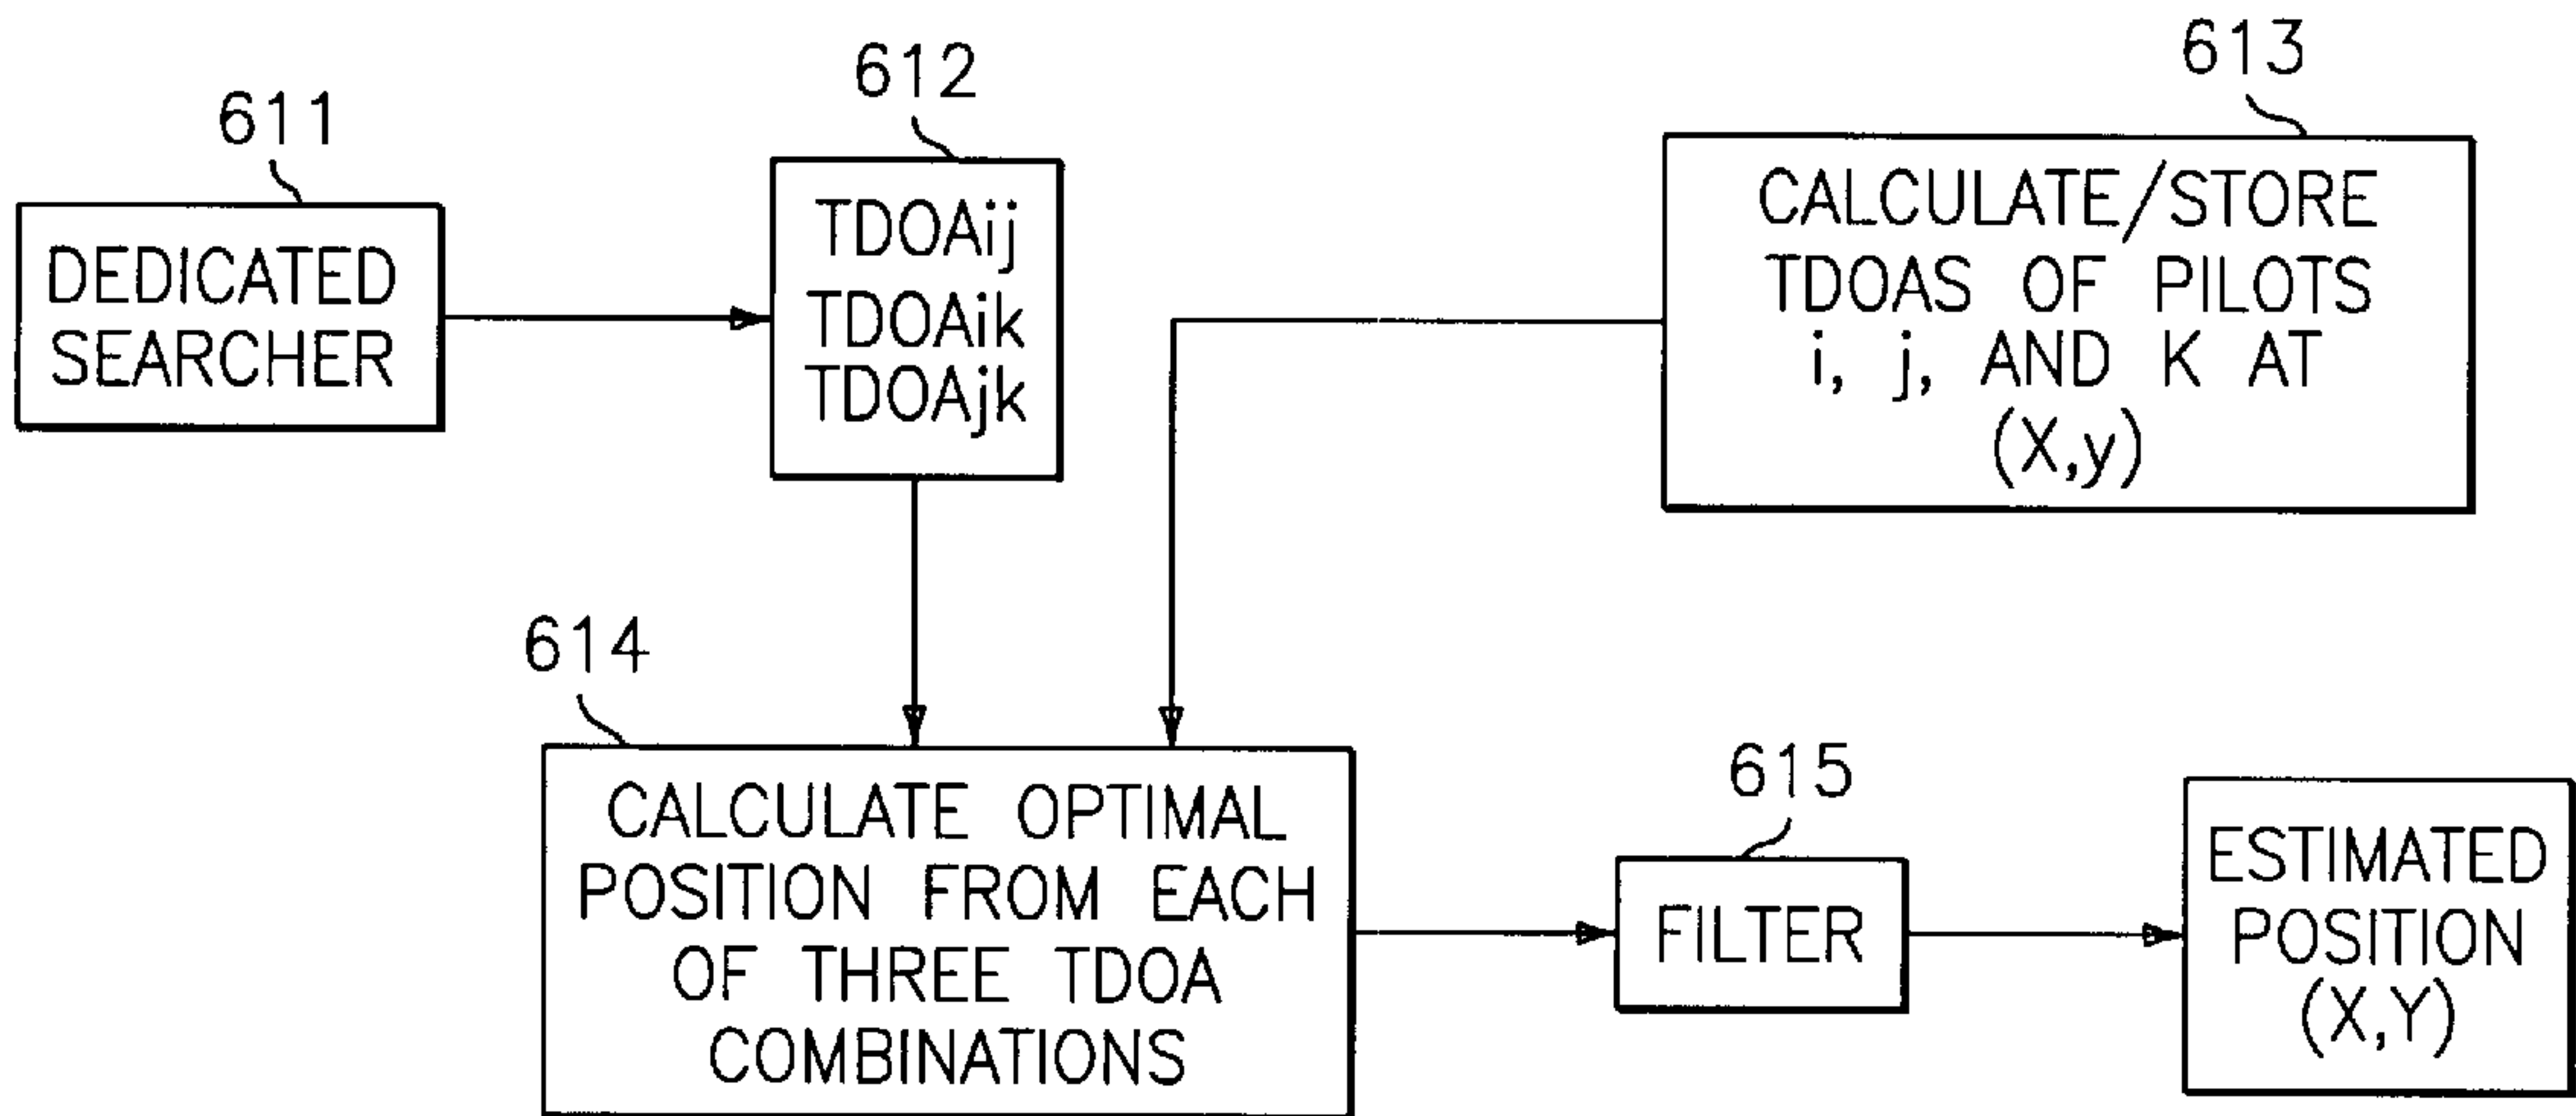 611
DEDICATED
SEARCHER
612
TDOAij
TDOAik
TDOAjk
613
CALCULATE/STORE
TDOAS OF PILOTS
i, j, AND K AT
(X,y)
614
CALCULATE OPTIMAL
POSITION FROM EACH
OF THREE TDOA
COMBINATIONS
615
FILTER
ESTIMATED
POSITION
(X,Y)